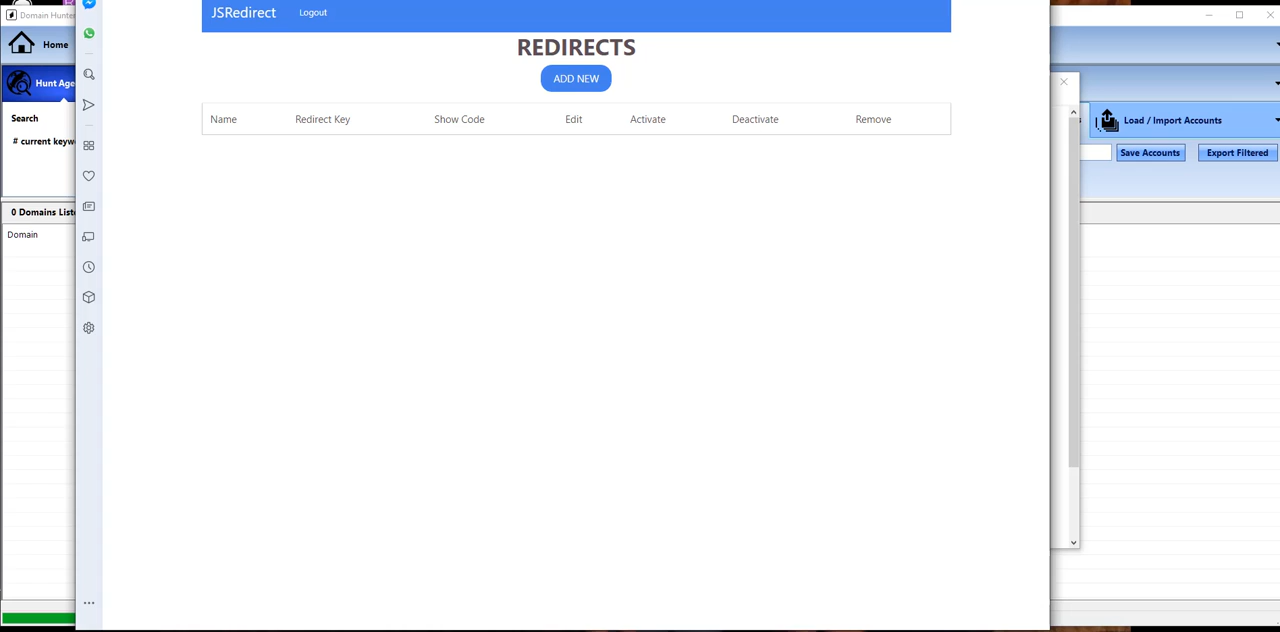 Domain Hunter
JSRedirect Logout
Home
REDIRECTS
ADD NEW
Hunt Age
Search
Name Redirect Key Show Code Edit Activate Deactivate Remove
Load / Import Accounts
# current keyw
Save Accounts Export Filtered
0 Domains Liste
Domain